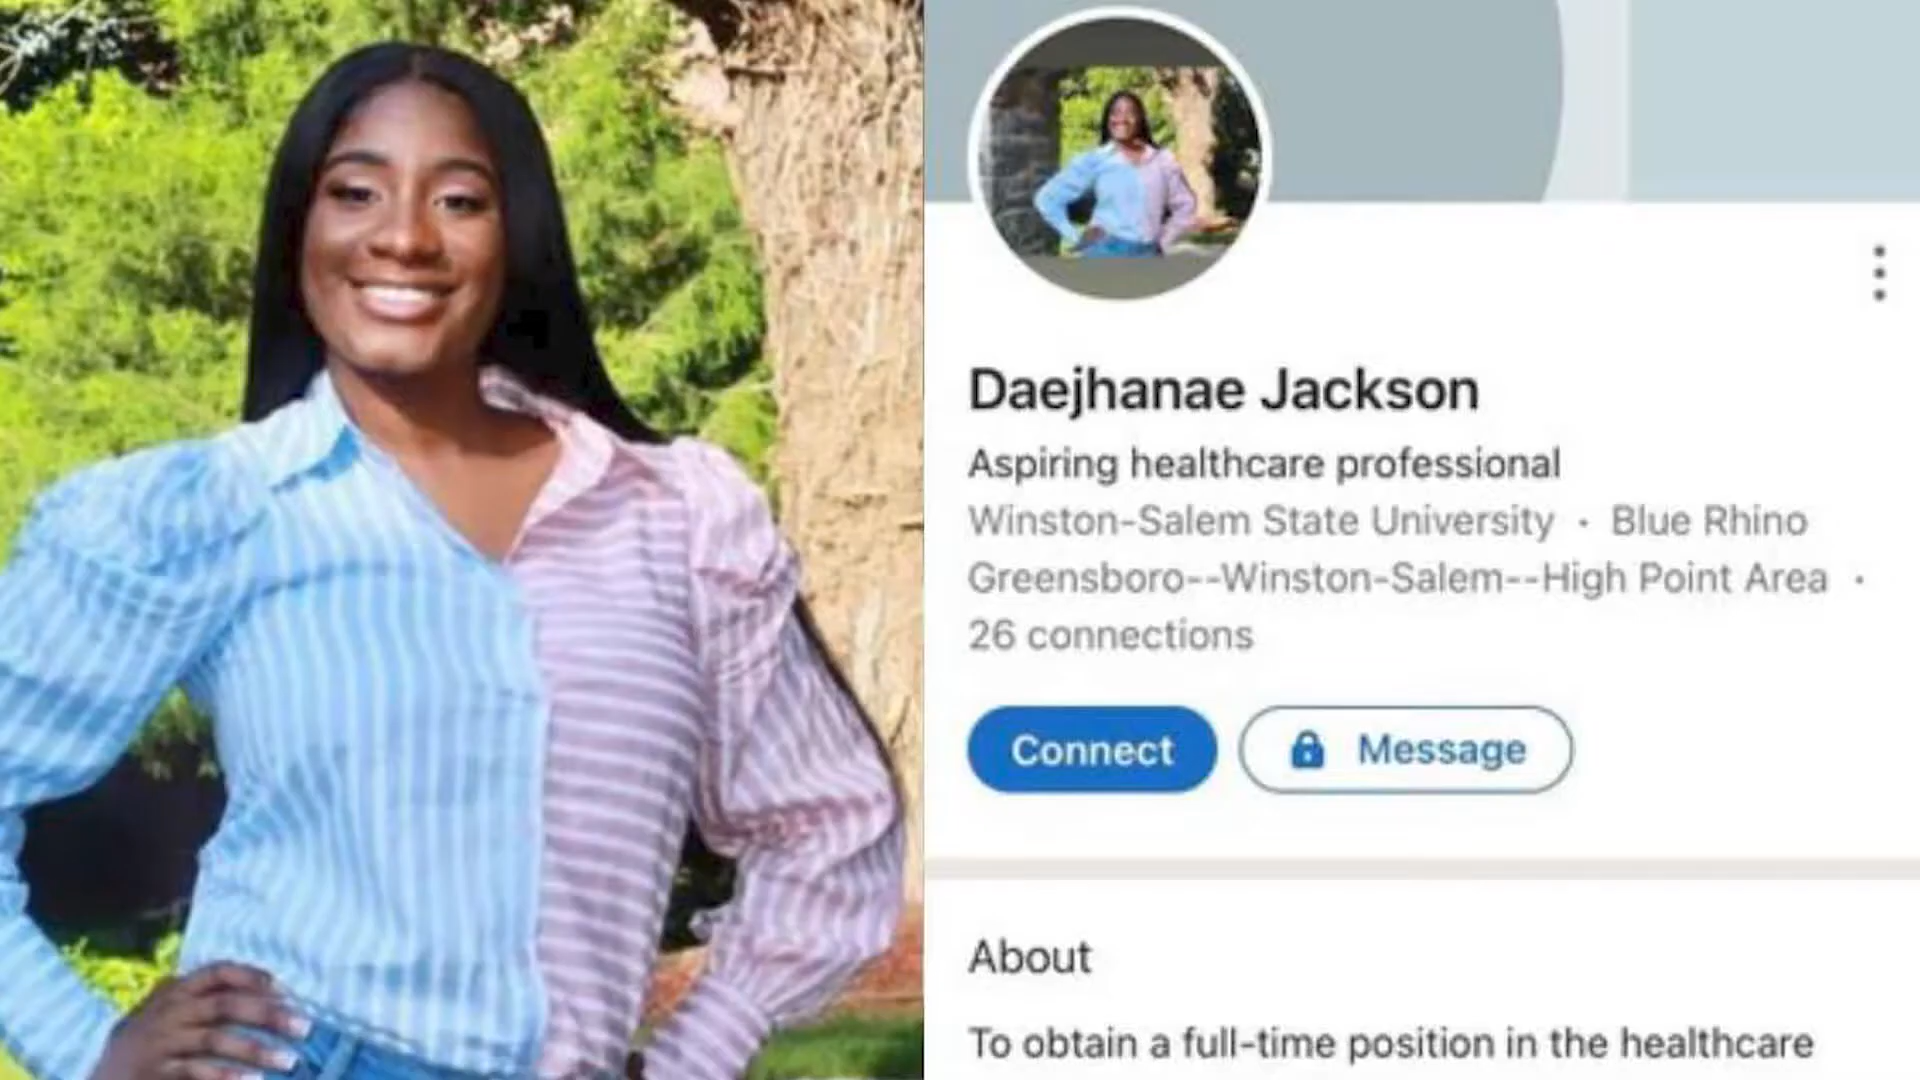 Daejhanae Jackson
Aspiring healthcare professional
Winston-Salem State University · Blue Rhino
Greensboro--Winston-Salem--High Point Area ·
26 connections
Connect
Message
About
To obtain a full-time position in the healthcare